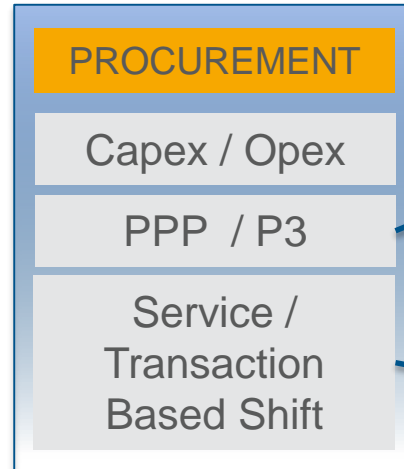 PROCUREMENT
Capex / Opex
PPP / P3
Service /
Transaction
Based Shift